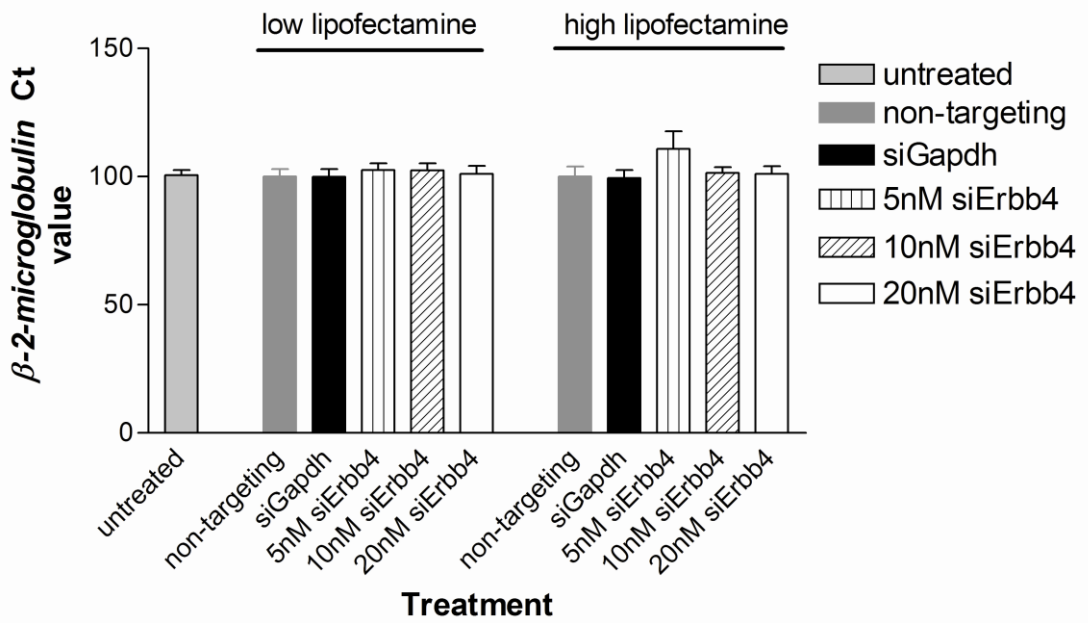 low lipofectamine
high lipofectamine
150
100
50
0
β-2-microglobulin Ct
value
untreated
non-targeting
siGapdh
5nM siErbb4
10nM siErbb4
20nM siErbb4
non-targeting
siGapdh
5nM siErbb4
10nM siErbb4
20nM siErbb4
Treatment
untreated
non-targeting
siGapdh
5nM siErbb4
10nM siErbb4
20nM siErbb4